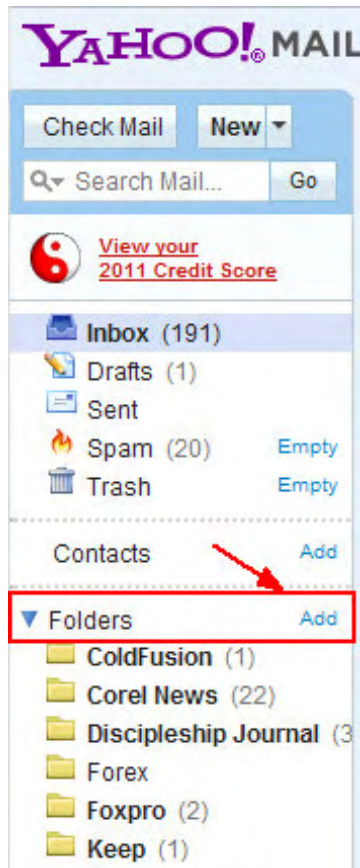 YAHOO!® MAIL
Check Mail New
Search Mail... Go
View your
2011 Credit Score
Inbox (191)
Drafts (1)
Sent
Spam (20) Empty
Trash Empty
Contacts Add
Folders Add
ColdFusion (1)
Corel News (22)
Discipleship Journal (3
Forex
Foxpro (2)
Keep (1)